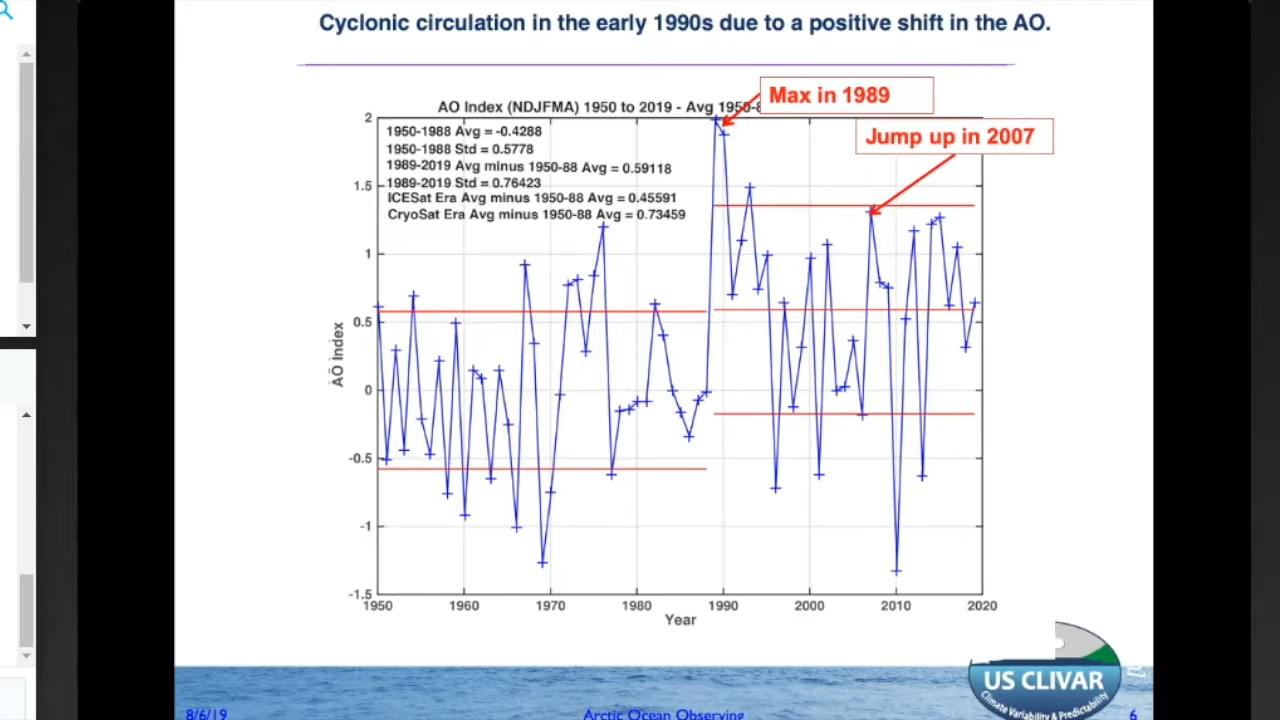 Cyclonic circulation in the early 1990s due to a positive shift in the AO.
Max in 1989
AO Index (NDJFMA) 1950 to 2019 - Avg 1950-8
Jump up in 2007
1950-1988 Avg = -0.4288
1950-1988 Std = 0.5778
1989-2019 Avg minus 1950-88 Avg = 0.59118
1989-2019 Std = 0.76423
ICESat Era Avg minus 1950-88 Avg = 0.45591
CryoSat Era Avg minus 1950-88 Avg = 0.73459
2
1.5
1
0.5
0
-0.5
-1
-1.5
AO Index
1950 1960 1970 1980 1990 2000 2010 2020
Year
US CLIVAR
Climate Variability & Predictability
8/6/19 Arctic Ocean Observing 6